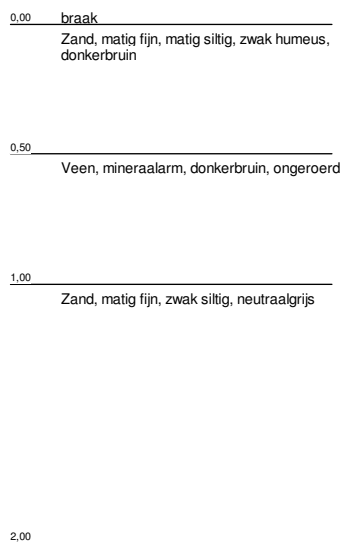 0,00 braak
Zand, matig fijn, matig siltig, zwak humeus,
donkerbruin
0,50
Veen, mineraalarm, donkerbruin, ongeroerd
1,00
Zand, matig fijn, zwak siltig, neutraalgrijs
2,00